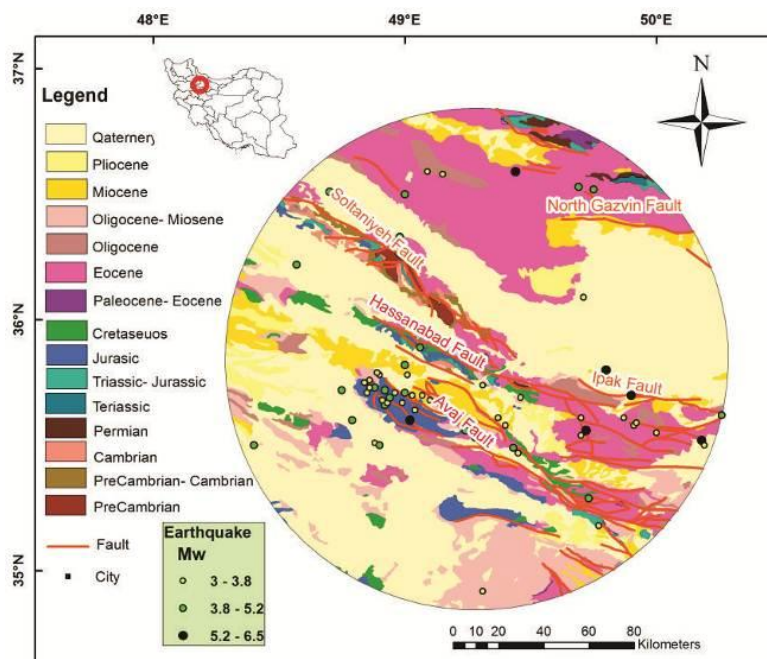 48°E 49°E 50°E
37°N
36°N
35°N
N
Legend
Qaternery
Pliocene
Miocene
Oligocene- Miosene
Oligocene
Eocene
Paleocene- Eocene
Cretaseuos
Jurasic
Triassic- Jurassic
Teriassic
Permian
Cambrian
PreCambrian- Cambrian
PreCambrian
Fault
City
Earthquake
Mw
3 - 3.8
3.8 - 5.2
5.2 - 6.5
North Gazvin Fault
Soltaniyeh Fault
Hassanabad Fault
Ipak Fault
Avaj Fault
0 10 20 40 60 80
Kilometers